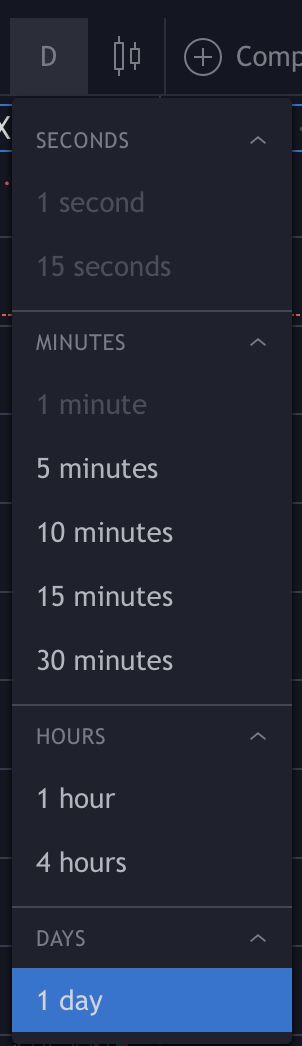 D
Comp
X
SECONDS
1 second
15 seconds
MINUTES
1 minute
5 minutes
10 minutes
15 minutes
30 minutes
HOURS
1 hour
4 hours
DAYS
1 day